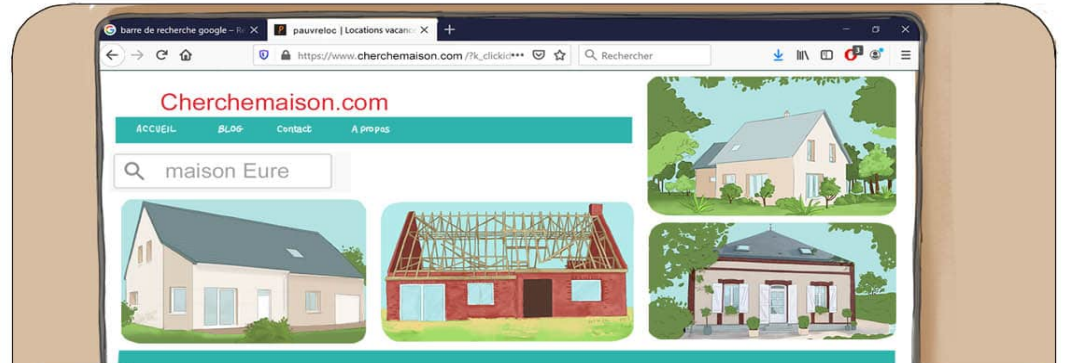 barre de recherche google – Re
pauvreloc | Locations vacanc
https://www.cherchemaison.com/?k_clickid
Rechercher
3
Cherchemaison.com
ACCUEIL BLOG Contact A propos
maison Eure